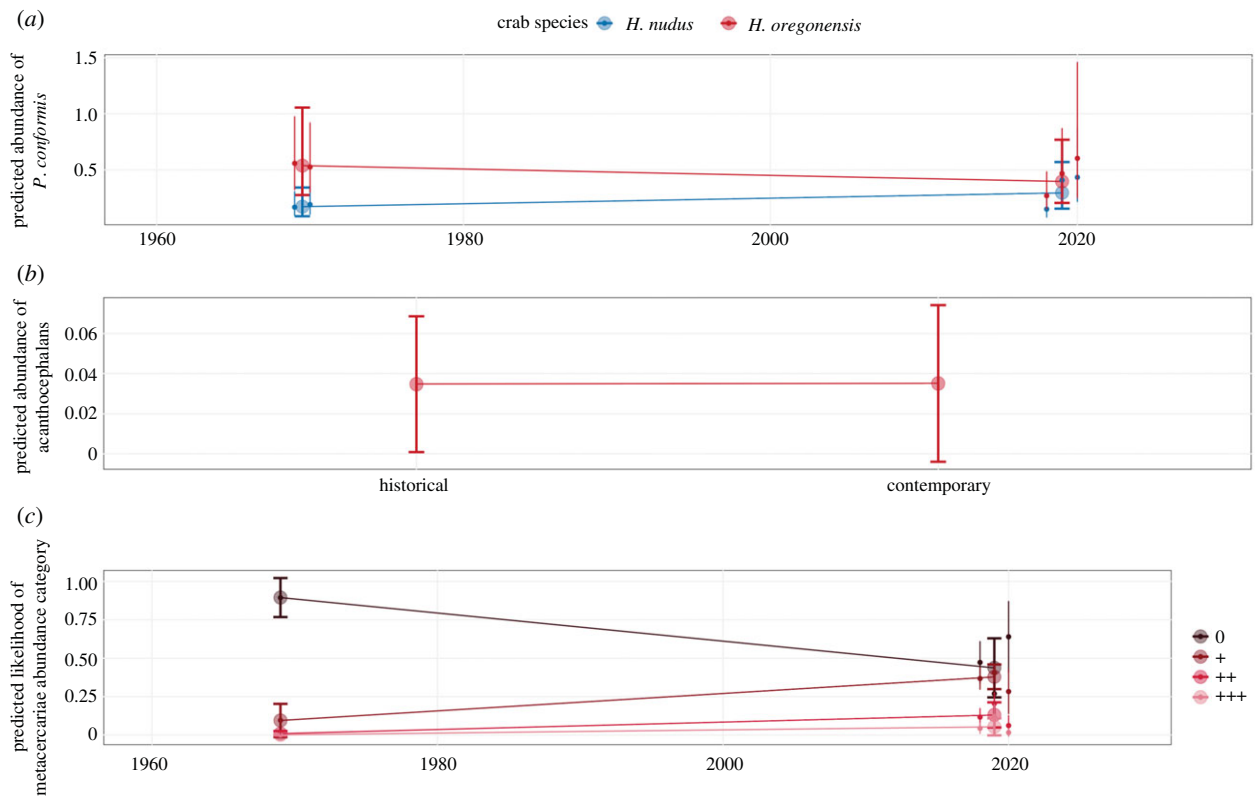 (a)
crab species H. nudus H. oregonensis
predicted abundance of
P. conformis
1.5
1.0
0.5
1960 1980 2000 2020
(b)
predicted abundance of
acanthocephalans
0.06
0.04
0.02
0
historical contemporary
(c)
predicted likelihood of
metacercariae abundance category
1.00
0.75
0.50
0.25
0
1960 1980 2000 2020
0
+
++
+++